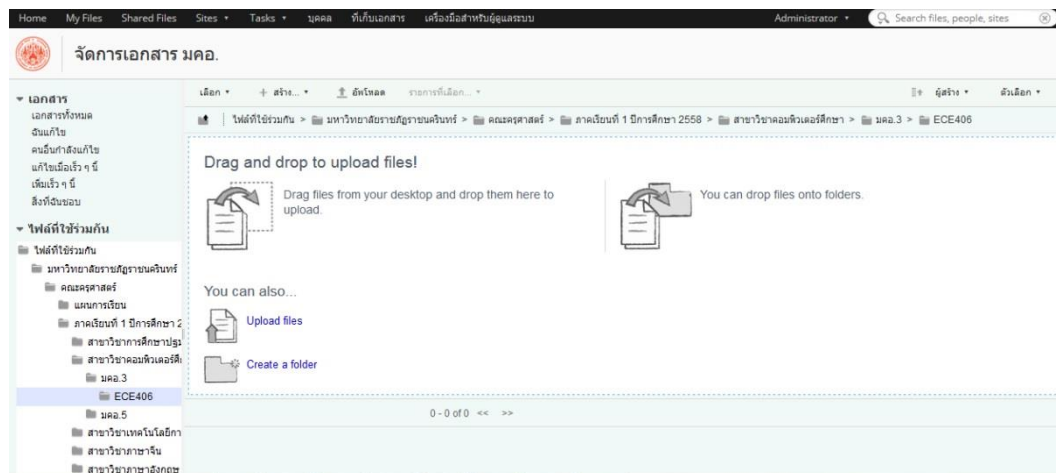 Home My Files Shared Files Sites Tasks บุคคล ที่เก็บเอกสาร เครื่องมือสำหรับผู้ดูแลระบบ Administrator Search files, people, sites
จัดการเอกสาร มคอ.
เอกสาร
เอกสารทั้งหมด
ฉันแก้ไข
คนอื่นกำลังแก้ไข
แก้ไขเมื่อเร็ว ๆ นี้
เพิ่มเร็ว ๆ นี้
สิ่งที่ฉันชอบ
ไฟล์ที่ใช้ร่วมกัน
ไฟล์ที่ใช้ร่วมกัน
มหาวิทยาลัยราชภัฏราชนครินทร์
คณะครุศาสตร์
แผนการเรียน
ภาคเรียนที่ 1 ปีการศึกษา 2
สาขาวิชาการศึกษาปฐม
สาขาวิชาคอมพิวเตอร์ศึก
มคอ.3
ECE406
มคอ.5
สาขาวิชาเทคโนโลยีกา
สาขาวิชาภาษาจีน
สาขาวิชาภาษาอังกฤษ
เลือก + สร้าง... อัพโหลด รายการที่เลือก... ผู้สร้าง ตัวเลือก
ไฟล์ที่ใช้ร่วมกัน > มหาวิทยาลัยราชภัฏราชนครินทร์ > คณะครุศาสตร์ > ภาคเรียนที่ 1 ปีการศึกษา 2558 > สาขาวิชาคอมพิวเตอร์ศึกษา > มคอ.3 > ECE406
Drag and drop to upload files!
Drag files from your desktop and drop them here to
upload.
You can drop files onto folders.
You can also...
Upload files
Create a folder
0 - 0 of 0 << >>